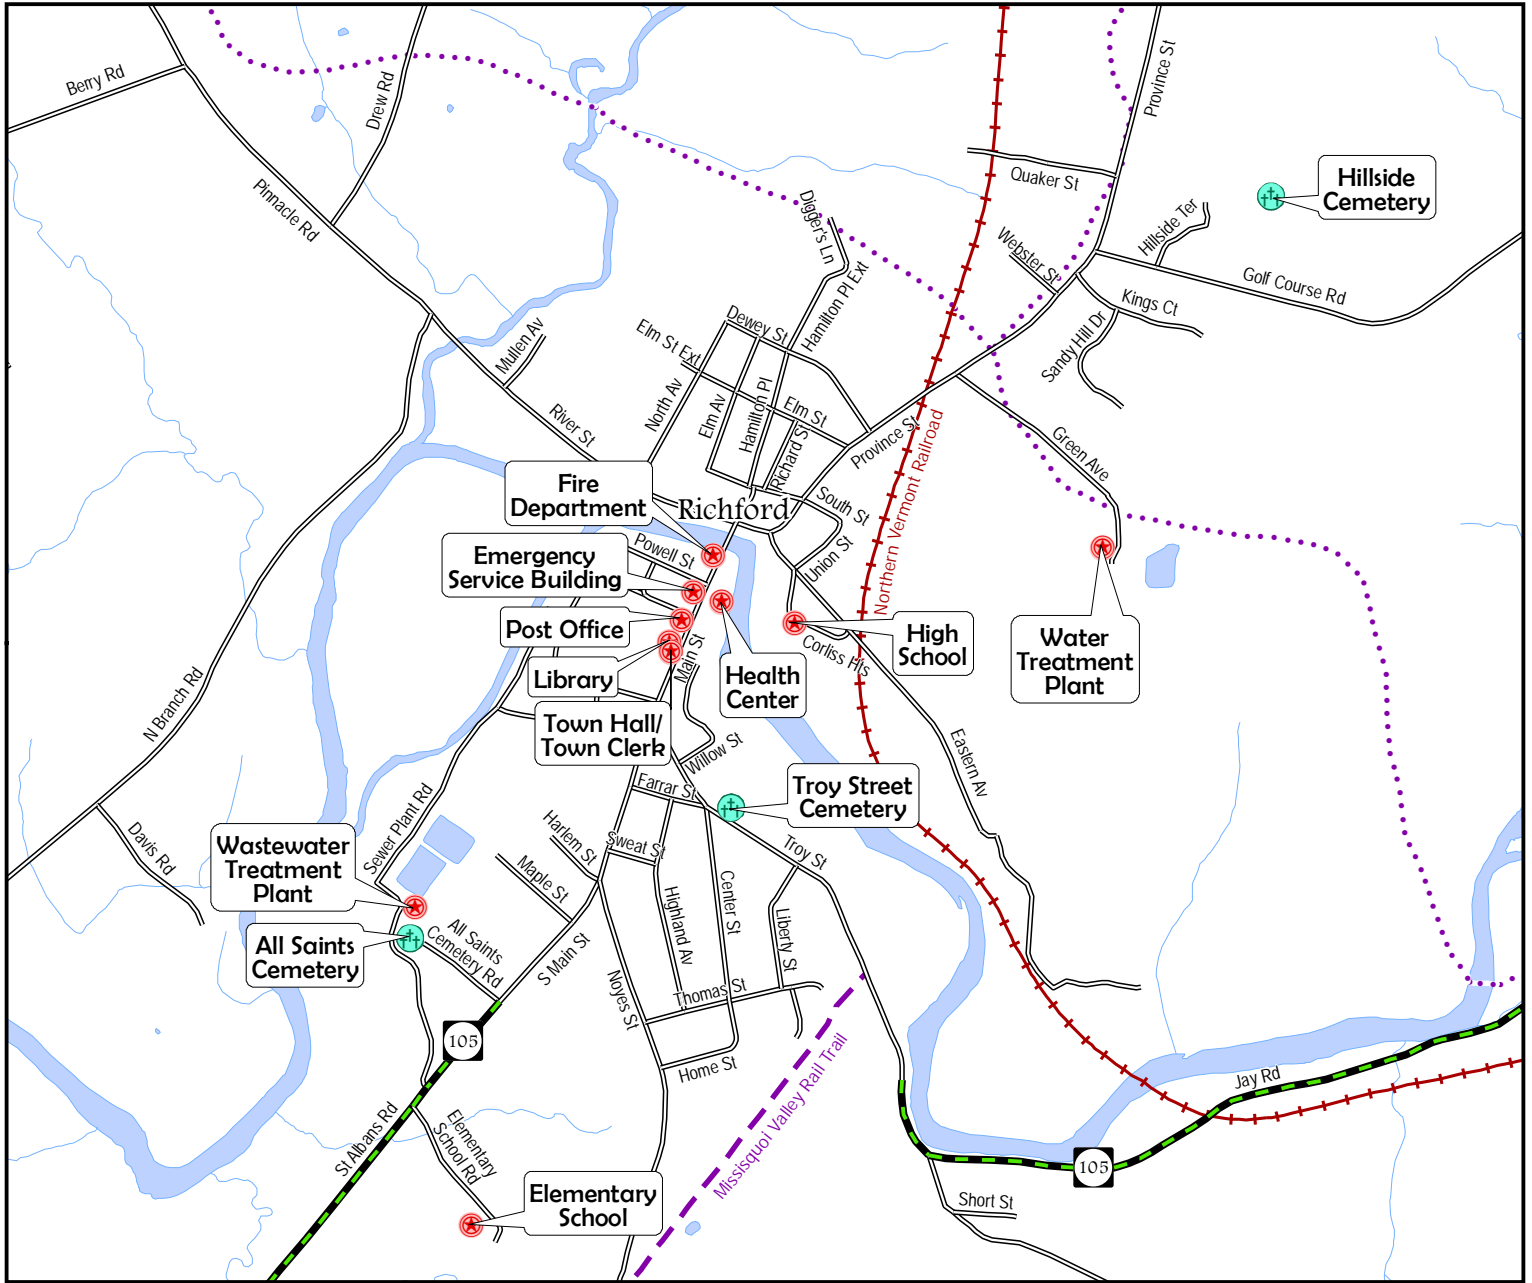 Berry Rd
Drew Rd
Province St
Pinnacle Rd
Quaker St
Hillside
Cemetery
Digger's Ln
Hillside Ter
Webster St
Golf Course Rd
Kings Ct
Hamilton Pl Ext
Dewey St
Mullen Av
Elm St Ext
Sandy Hill Dr
North Av
Elm Av
Hamilton Pl
Elm St
River St
Richard S
Province St
Green Ave
Northern Vermont Railroad
Fire
Department
Richford
South St
Powell St
Union St
Emergency
Service Building
Post Office
High
School
Water
Treatment
Plant
Main St
Corliss Hts
Library
Health
Center
N Branch Rd
Town Hall/
Town Clerk
Willow St
Eastern Av
Farrar St
Troy Street
Cemetery
Sewer Plant Rd
Davis Rd
Wastewater
Treatment
Plant
Harlem St
Sweat St
Troy St
Maple St
Highland Av
Center St
Liberty St
All Saints
Cemetery
All Saints
Cemetery Rd
S Main St
Noyes St
Thomas St
105
Home St
Missisquoi Valley Rail Trail
Jay Rd
St Albans Rd
Elementary
School Rd
105
Elementary
School
Short St